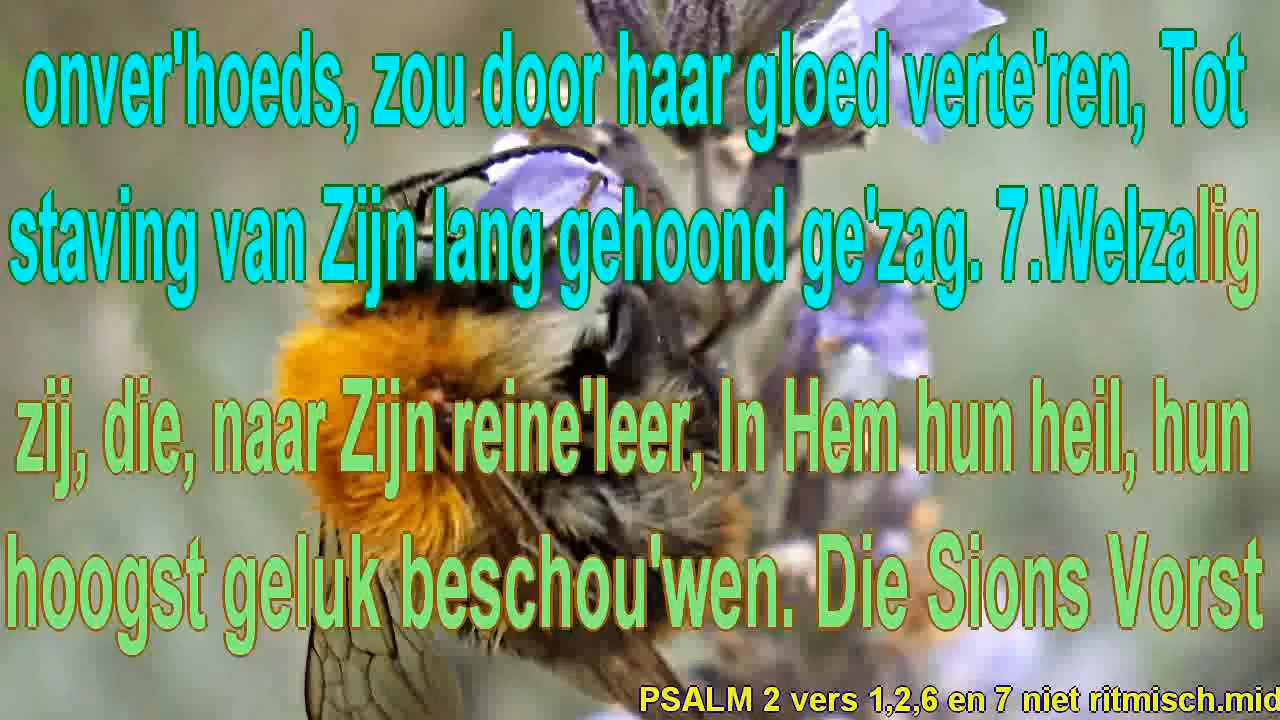 onver'hoeds, zou door haar gloed verte'ren, Tot
staving van Zijn lang gehoond ge'zag. 7.Welzalig
zij, die, naar Zijn reine'leer, In Hem hun heil, hun
hoogst geluk beschou'wen. Die Sions Vorst
PSALM 2 vers 1,2,6 en 7 niet ritmisch.mid